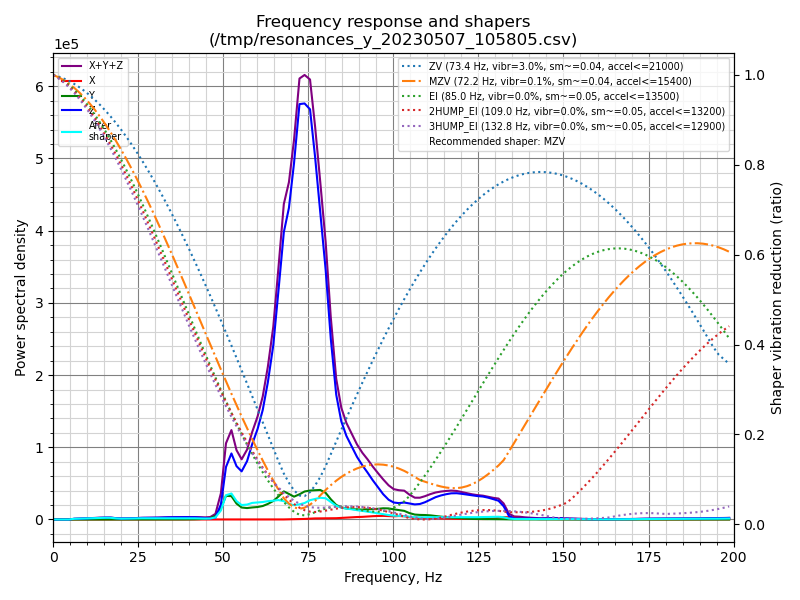 Frequency response and shapers
(/tmp/resonances_y_20230507_105805.csv)
1e5
X+Y+Z
X
Y
After
shaper
ZV (73.4 Hz, vibr=3.0%, sm~=0.04, accel<=21000)
MZV (72.2 Hz, vibr=0.1%, sm~=0.04, accel<=15400)
EI (85.0 Hz, vibr=0.0%, sm~=0.05, accel<=13500)
2HUMP_EI (109.0 Hz, vibr=0.0%, sm~=0.05, accel<=13200)
3HUMP_EI (132.8 Hz, vibr=0.0%, sm~=0.05, accel<=12900)
Recommended shaper: MZV
6
5
4
3
2
1
0
Power spectral density
1.0
0.8
0.6
0.4
0.2
0.0
Shaper vibration reduction (ratio)
0 25 50 75 100 125 150 175 200
Frequency, Hz